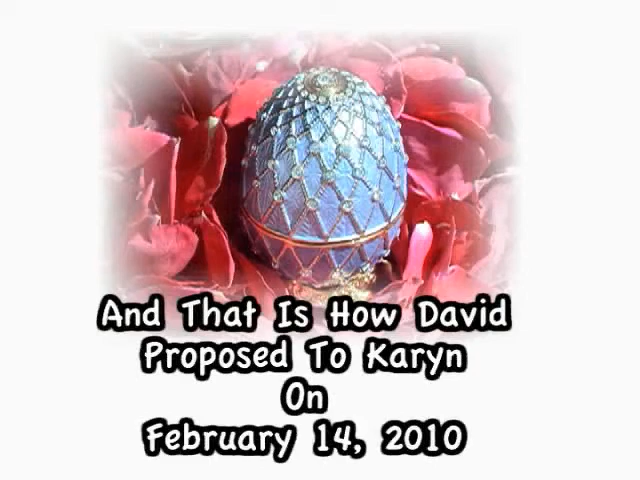 And That Is How David
Proposed To Karyn
On
February 14, 2010